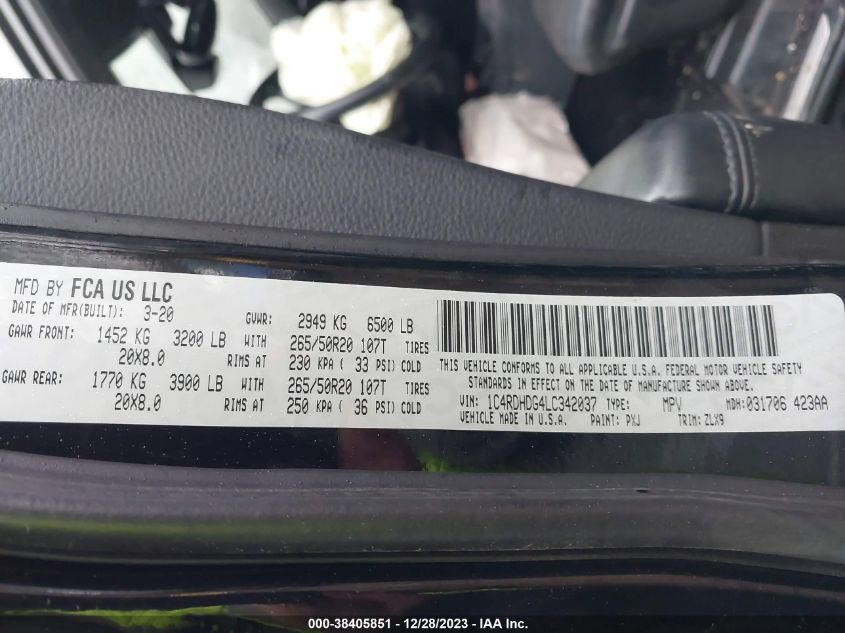 MFD BY FCA US LLC
DATE OF MFR(BUILT): 3-20 GVWR: 2949 KG 6500 LB
GAWR FRONT: 1452 KG 3200 LB WITH 265/50R20 107T TIRES
20X8.0 RIMS AT 230 KPA ( 33 PSI) COLD
GAWR REAR: 1770 KG 3900 LB WITH 265/50R20 107T TIRES
20X8.0 RIMS AT 250 KPA ( 36 PSI) COLD
THIS VEHICLE CONFORMS TO ALL APPLICABLE U.S.A. FEDERAL MOTOR VEHICLE SAFETY
STANDARDS IN EFFECT ON THE DATE OF MANUFACTURE SHOWN ABOVE.
VIN: 1C4RDHDG4LC342037 TYPE: MPV MDH: 031706 423AA
VEHICLE MADE IN U.S.A. PAINT: PXJ TRIM: ZLX9
000-38405851 - 12/28/2023 - IAA Inc.